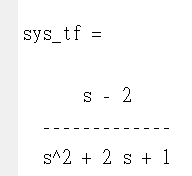 sys_tf =
s - 2
-------------
s^2 + 2 s + 1